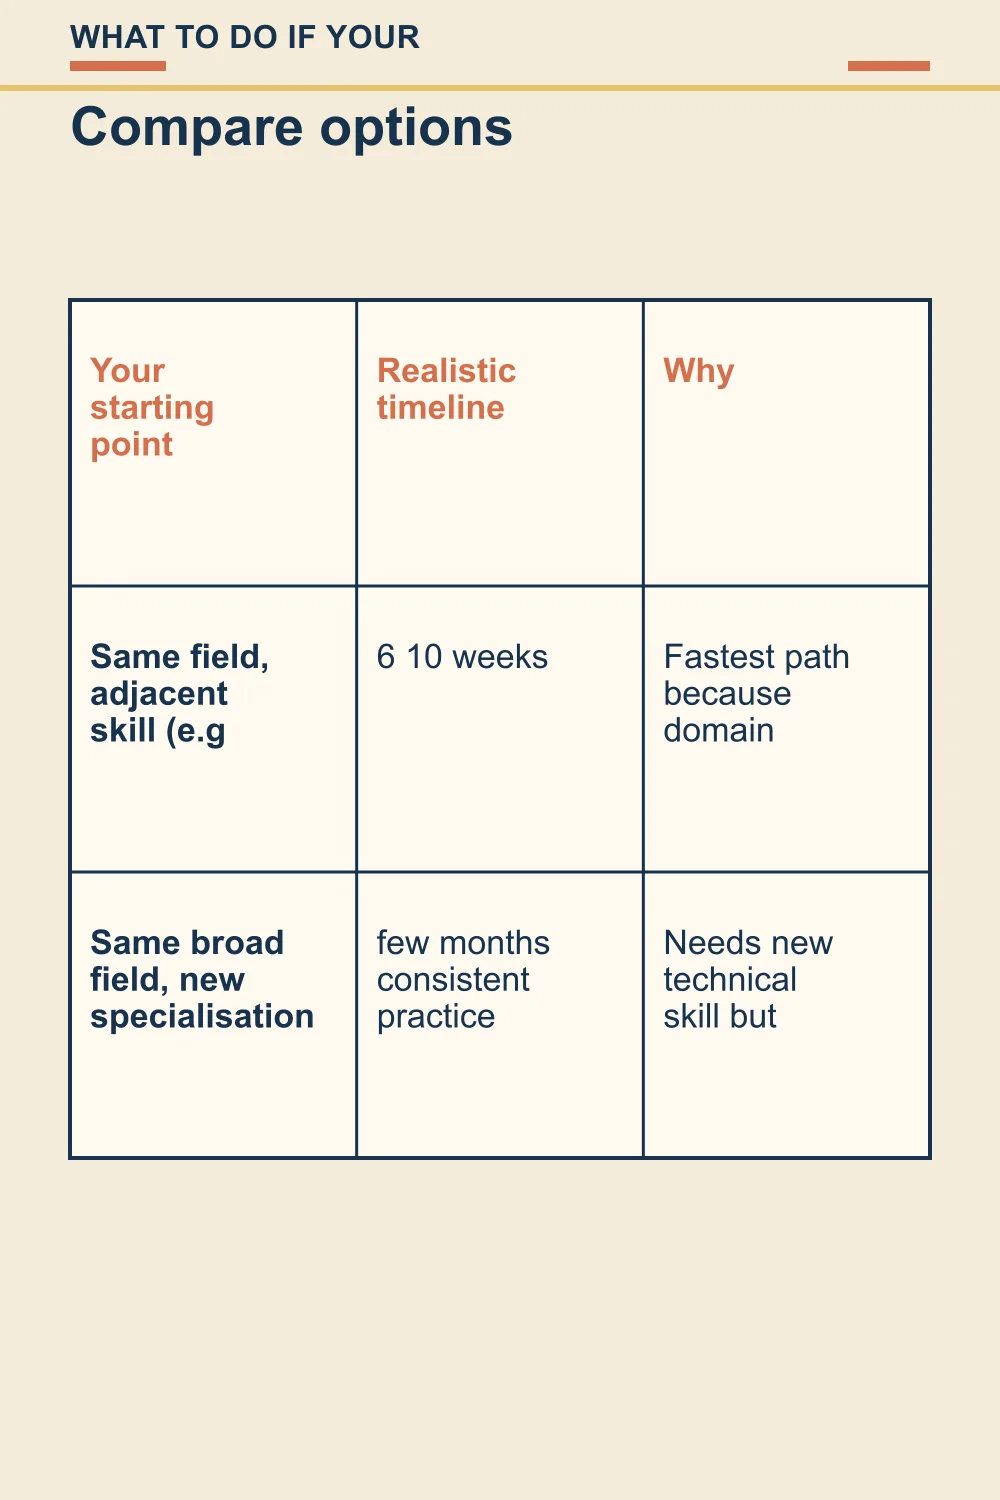 WHAT TO DO IF YOUR
Compare options
Your
starting
point
Realistic
timeline
Why
Same field,
adjacent
skill (e.g
6 10 weeks
Fastest path
because
domain
Same broad
field, new
specialisation
few months
consistent
practice
Needs new
technical
skill but